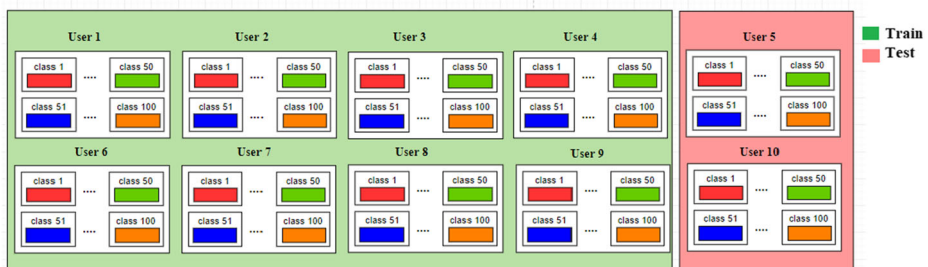 User 1 User 2 User 3 User 4 User 5
class 1 .... class 50 class 1 .... class 50 class 1 .... class 50 class 1 .... class 50 class 1 .... class 50
class 51 .... class 100 class 51 .... class 100 class 51 .... class 100 class 51 .... class 100 class 51 .... class 100
User 6 User 7 User 8 User 9 User 10
class 1 .... class 50 class 1 .... class 50 class 1 .... class 50 class 1 .... class 50 class 1 .... class 50
class 51 .... class 100 class 51 .... class 100 class 51 .... class 100 class 51 .... class 100 class 51 .... class 100
Train
Test